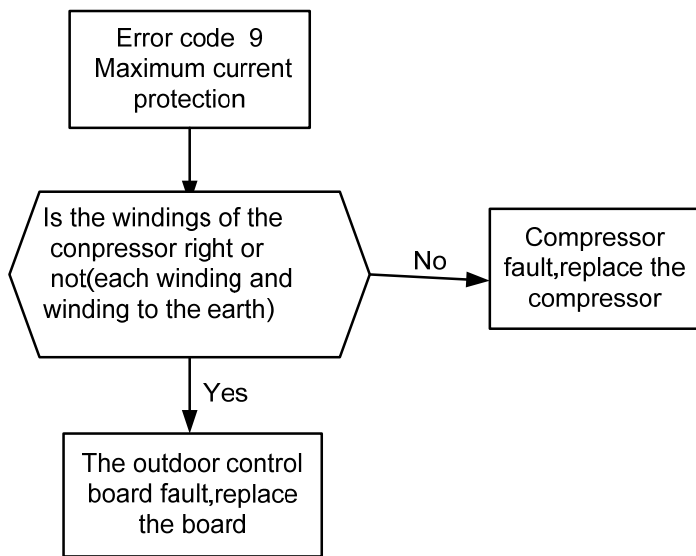 Error code 9
Maximum current
protection
Is the windings of the
conpressor right or
not(each winding and
winding to the earth)
No
Compressor
fault,replace the
compressor
Yes
The outdoor control
board fault,replace
the board